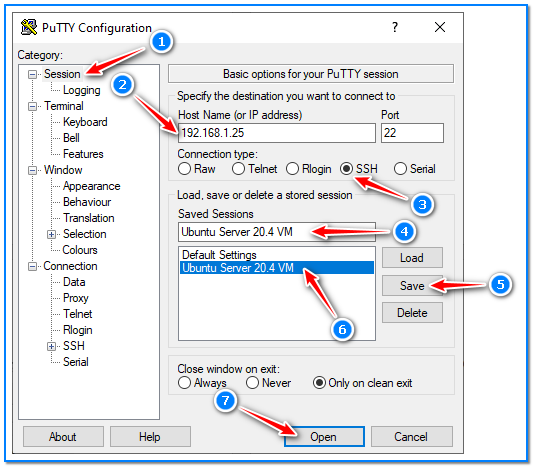 PuTTY Configuration
?
1
Category:
Session
Logging
Terminal
Keyboard
Bell
Features
Window
Appearance
Behaviour
Translation
Selection
Colours
Connection
Data
Proxy
Telnet
Rlogin
SSH
Serial
Basic options for your PuTTY session
2
Specify the destination you want to connect to
Host Name (or IP address) Port
192.168.1.25 22
Connection type:
Raw Telnet Rlogin SSH Serial
3
Load, save or delete a stored session
Saved Sessions
Ubuntu Server 20.4 VM
4
Default Settings
Ubuntu Server 20.4 VM
Load
Save
5
Delete
6
Close window on exit:
Always Never Only on clean exit
7
About Help Open Cancel